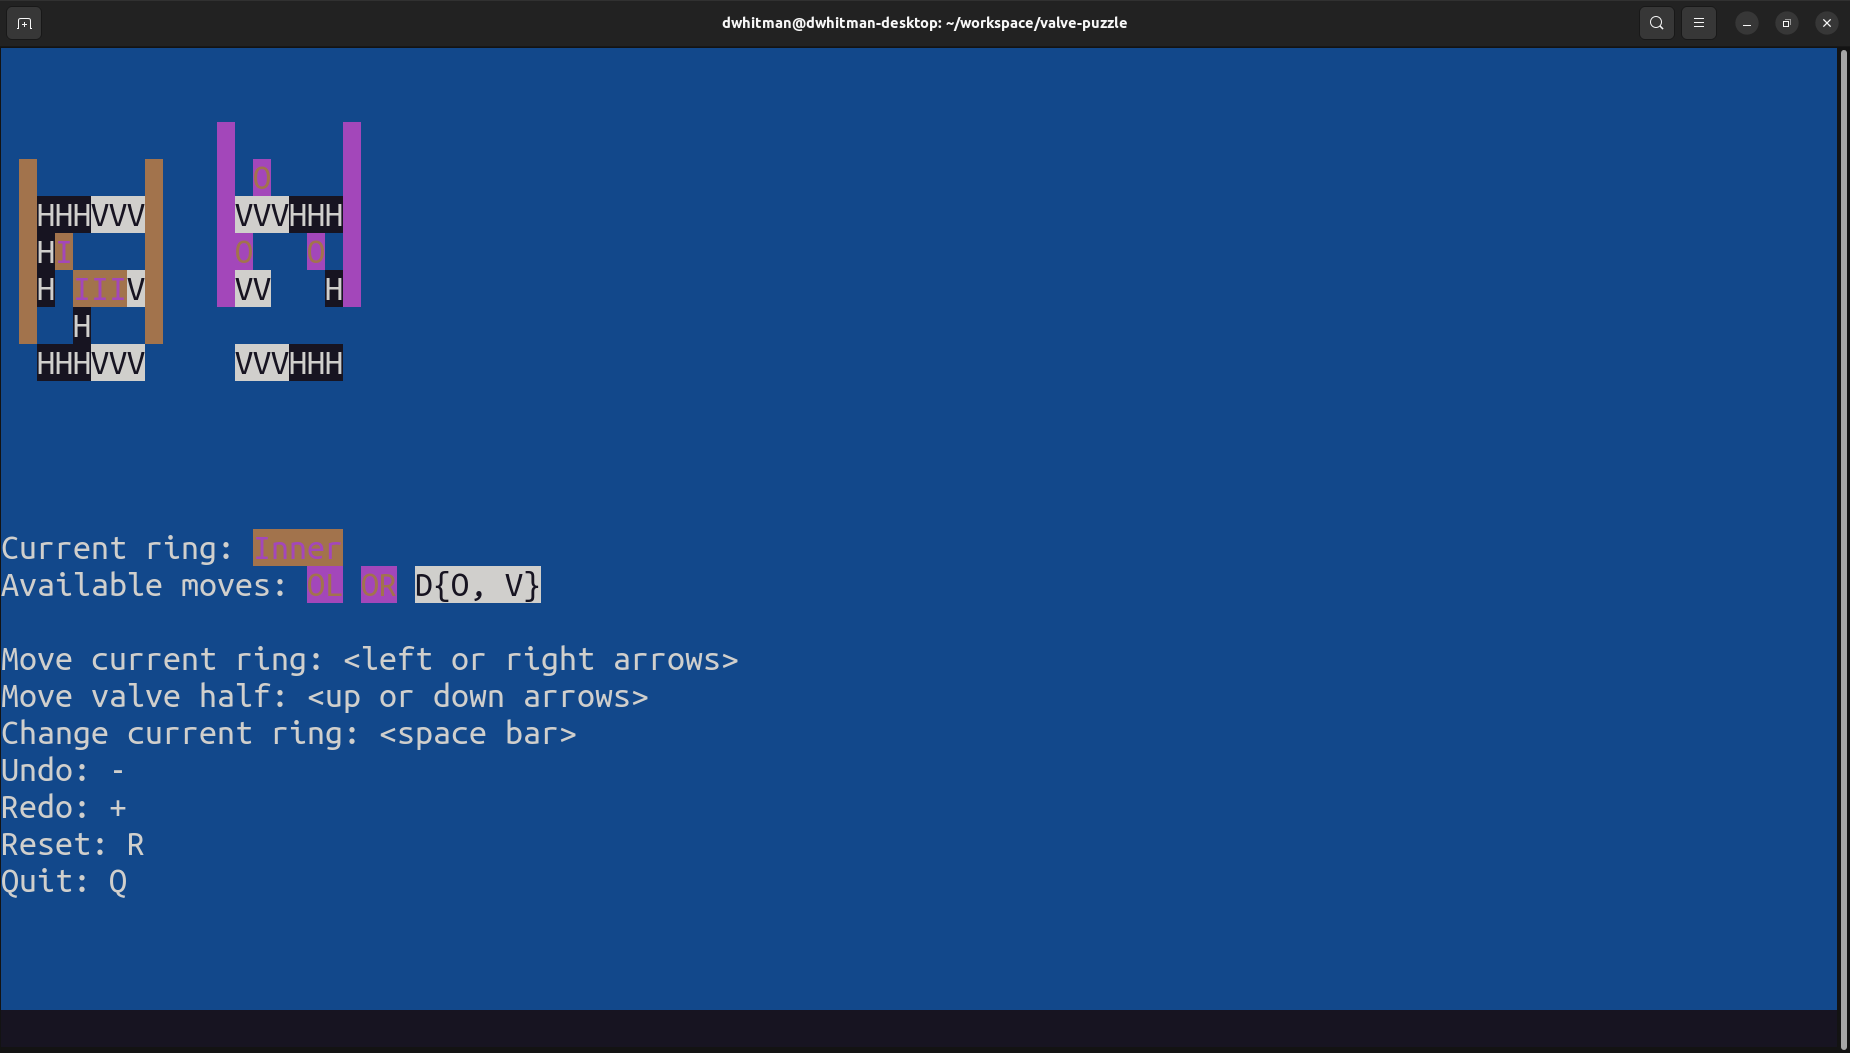 dwhitman@dwhitman-desktop: ~/workspace/valve-puzzle
O
HHHVVV VVVHHH
HI O O
H IIIV VV H
H
HHHVVV VVVHHH
Current ring: Inner
Available moves: OL OR D{O, V}
Move current ring: <left or right arrows>
Move valve half: <up or down arrows>
Change current ring: <space bar>
Undo: -
Redo: +
Reset: R
Quit: Q